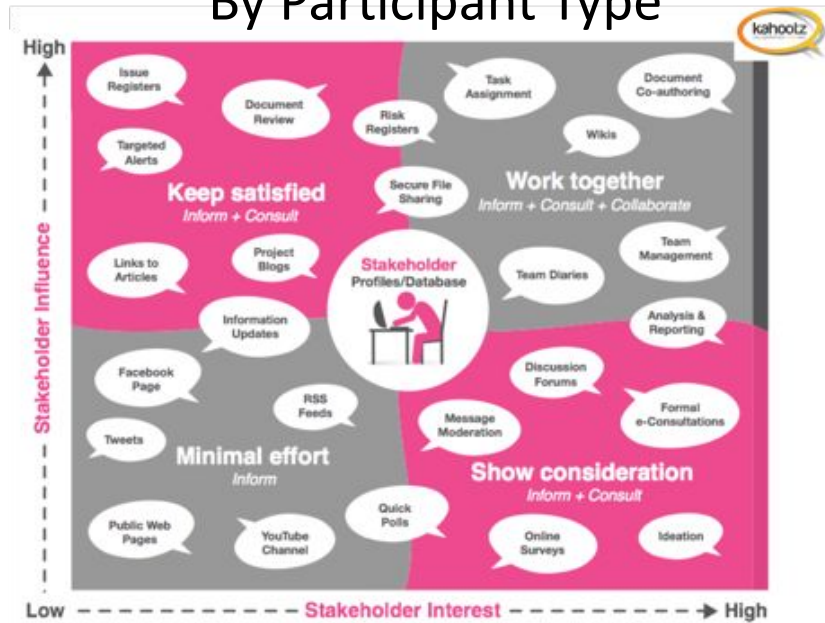 By Participant Type
kahootz
High
Issue
Registers
Document
Review
Risk
Registers
Task
Assignment
Document
Co-authoring
Wikis
Targeted
Alerts
Keep satisfied
Inform + Consult
Secure File
Sharing
Work together
Inform + Consult + Collaborate
Links to
Articles
Project
Blogs
Stakeholder
Profiles/Database
Team Diaries
Team
Management
Information
Updates
Analysis &
Reporting
Stakeholder Influence
Facebook
Page
RSS
Feeds
Discussion
Forums
Formal
e-Consultations
Tweets
Message
Moderation
Minimal effort
Inform
Show consideration
Inform + Consult
Public Web
Pages
YouTube
Channel
Quick
Polls
Online
Surveys
Ideation
Low
Stakeholder Interest
High